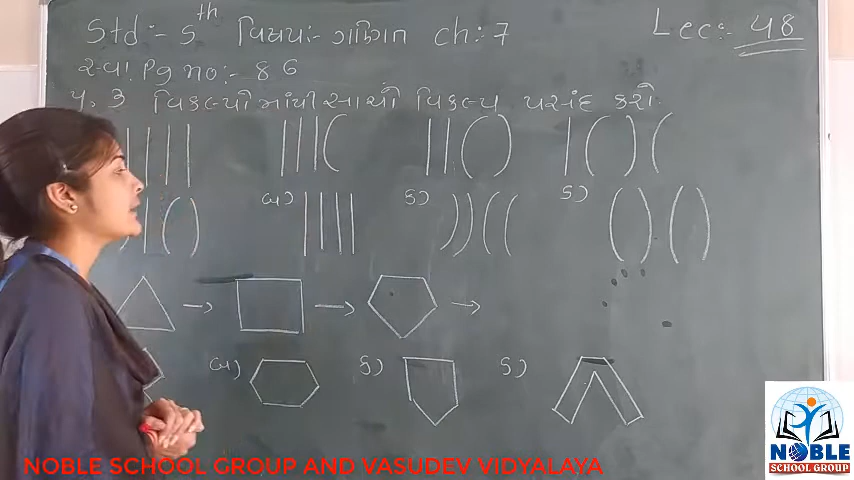 Std :- 5th વિષય:- ગણિત ch:- 7
Lec:- 48
સ્વા. Pg no:- 86
પ્ર. 3 વિકલ્પોમાંથી સાચો વિકલ્પ પસંદ કરો.
બ) ક) ડ)
બ) ક) ડ)
NOBLE SCHOOL GROUP AND VASUDEV VIDYALAYA
NOBLE
SCHOOL GROUP